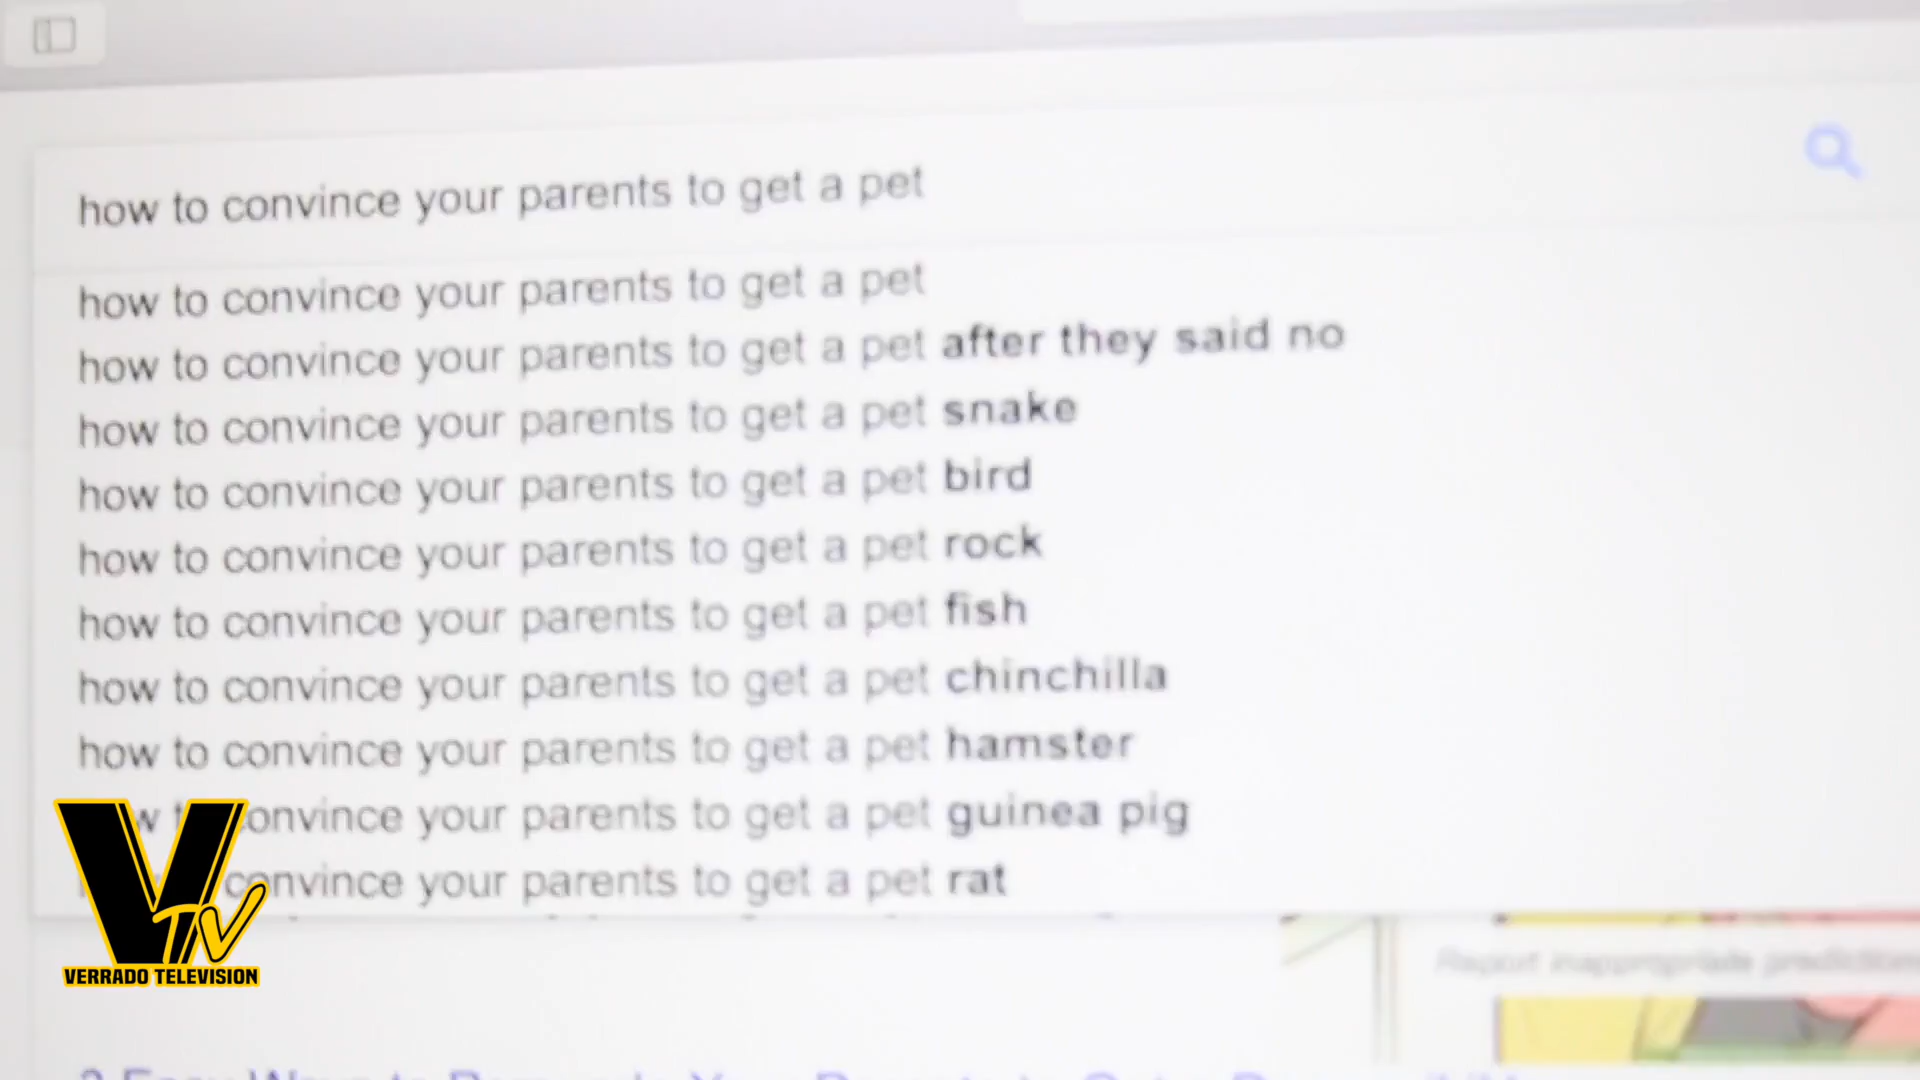 how to convince your parents to get a pet
how to convince your parents to get a pet
how to convince your parents to get a pet after they said no
how to convince your parents to get a pet snake
how to convince your parents to get a pet bird
how to convince your parents to get a pet rock
how to convince your parents to get a pet fish
how to convince your parents to get a pet chinchilla
how to convince your parents to get a pet hamster
convince your parents to get a pet guinea pig
convince your parents to get a pet rat
VTV
VERRADO TELEVISION
Report inappropriate predictions